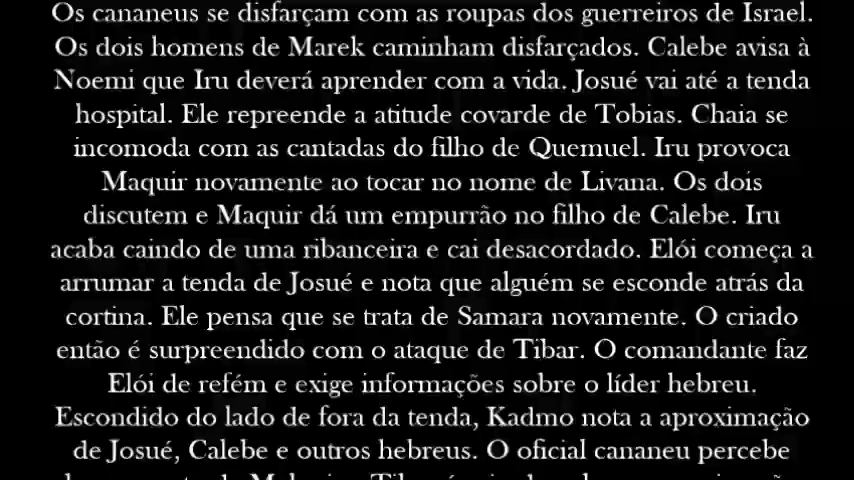 Os cananeus se disfarçam com as roupas dos guerreiros de Israel.
Os dois homens de Marek caminham disfarçados. Calebe avisa à
Noemi que Iru deverá aprender com a vida. Josué vai até a tenda
hospital. Ele repreende a atitude covarde de Tobias. Chaia se
incomoda com as cantadas do filho de Quemuel. Iru provoca
Maquir novamente ao tocar no nome de Livana. Os dois
discutem e Maquir dá um empurrão no filho de Calebe. Iru
acaba caindo de uma ribanceira e cai desacordado. Elói começa a
arrumar a tenda de Josué e nota que alguém se esconde atrás da
cortina. Ele pensa que se trata de Samara novamente. O criado
então é surpreendido com o ataque de Tibar. O comandante faz
Elói de refém e exige informações sobre o líder hebreu.
Escondido do lado de fora da tenda, Kadmo nota a aproximação
de Josué, Calebe e outros hebreus. O oficial cananeu percebe